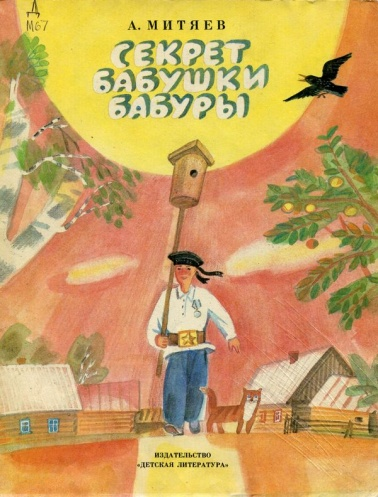 Д
М67
А. МИТЯЕВ
СЕКРЕТ
БАБУШКИ
БАБУРЫ
ИЗДАТЕЛЬСТВО
«ДЕТСКАЯ ЛИТЕРАТУРА»